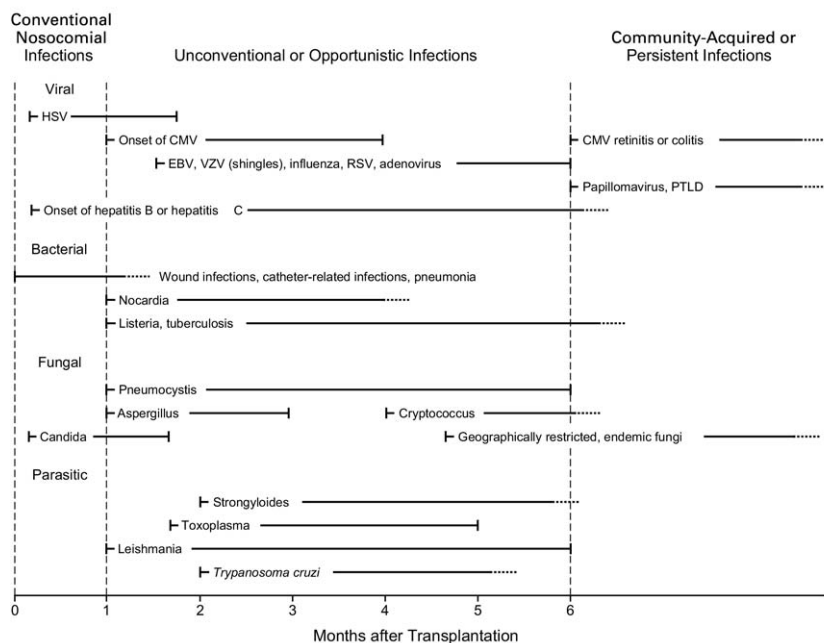 Conventional
Nosocomial
Infections
Unconventional or Opportunistic Infections
Community-Acquired or
Persistent Infections
Viral
HSV
Onset of CMV
CMV retinitis or colitis
EBV, VZV (shingles), influenza, RSV, adenovirus
Papillomavirus, PTLD
Onset of hepatitis B or hepatitis C
Bacterial
Wound infections, catheter-related infections, pneumonia
Nocardia
Listeria, tuberculosis
Fungal
Pneumocystis
Aspergillus
Cryptococcus
Candida
Geographically restricted, endemic fungi
Parasitic
Strongyloides
Toxoplasma
Leishmania
Trypanosoma cruzi
0 1 2 3 4 5 6
Months after Transplantation